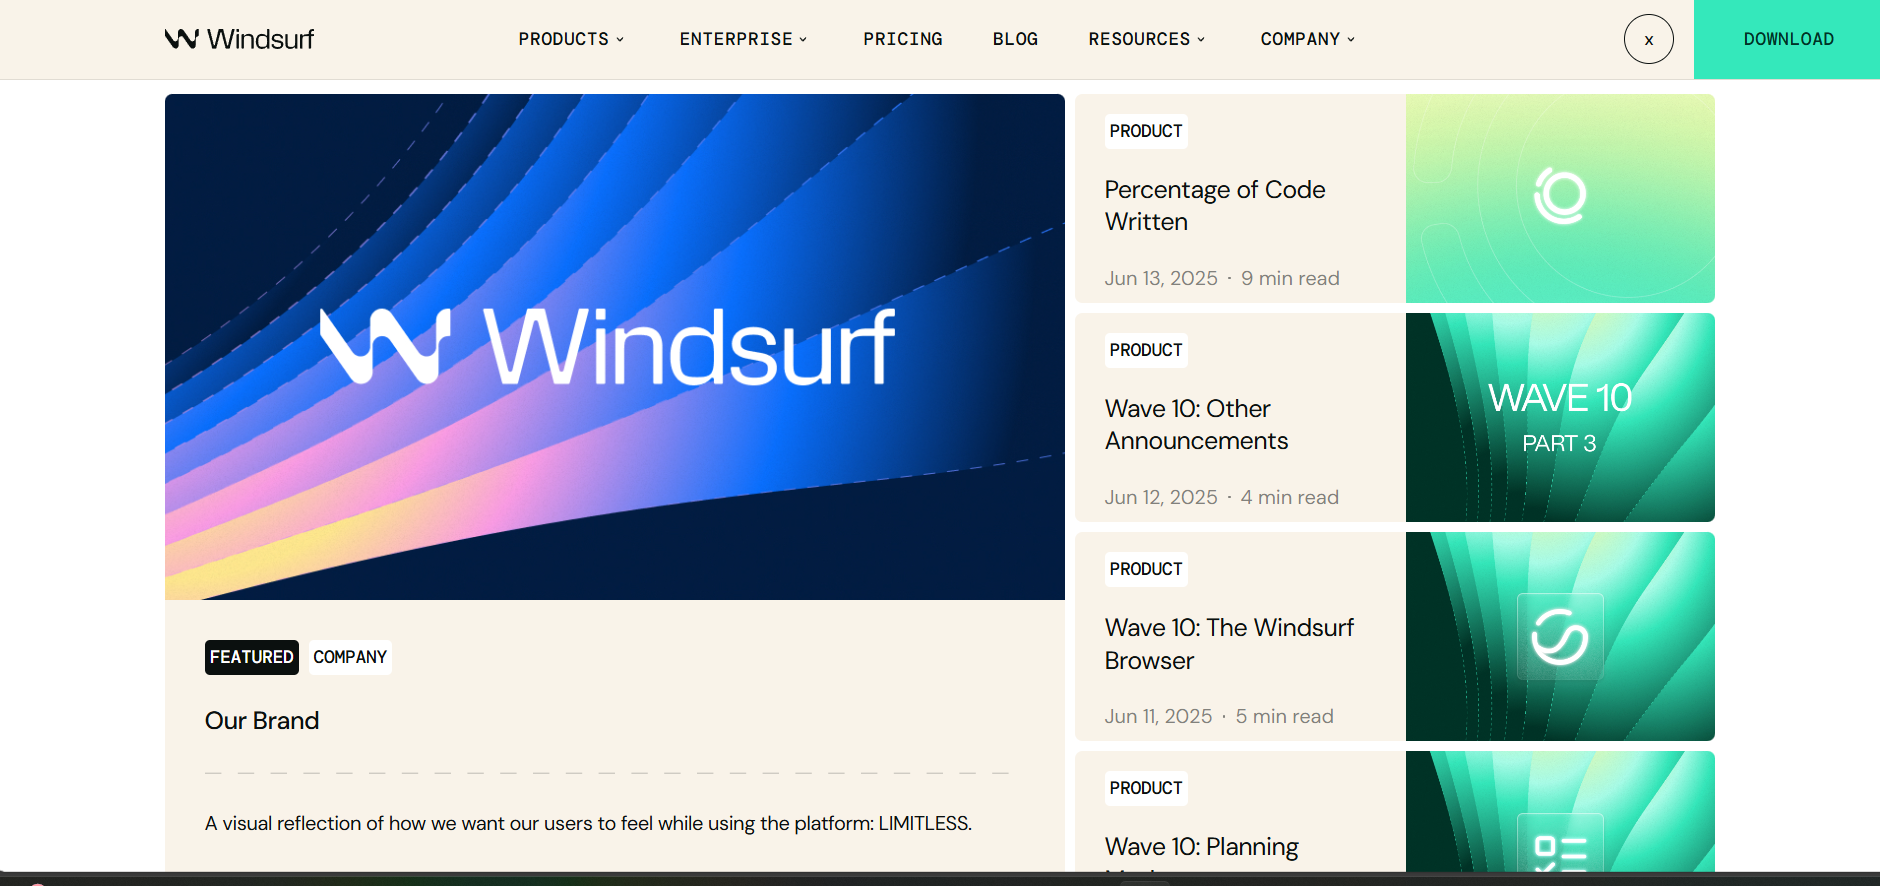 Windsurf
PRODUCTS
ENTERPRISE
PRICING
BLOG
RESOURCES
COMPANY
x
DOWNLOAD
Windsurf
FEATURED
COMPANY
Our Brand
A visual reflection of how we want our users to feel while using the platform: LIMITLESS.
PRODUCT
Percentage of Code
Written
Jun 13, 2025 · 9 min read
PRODUCT
Wave 10: Other
Announcements
Jun 12, 2025 · 4 min read
WAVE 10
PART 3
PRODUCT
Wave 10: The Windsurf
Browser
Jun 11, 2025 · 5 min read
PRODUCT
Wave 10: Planning